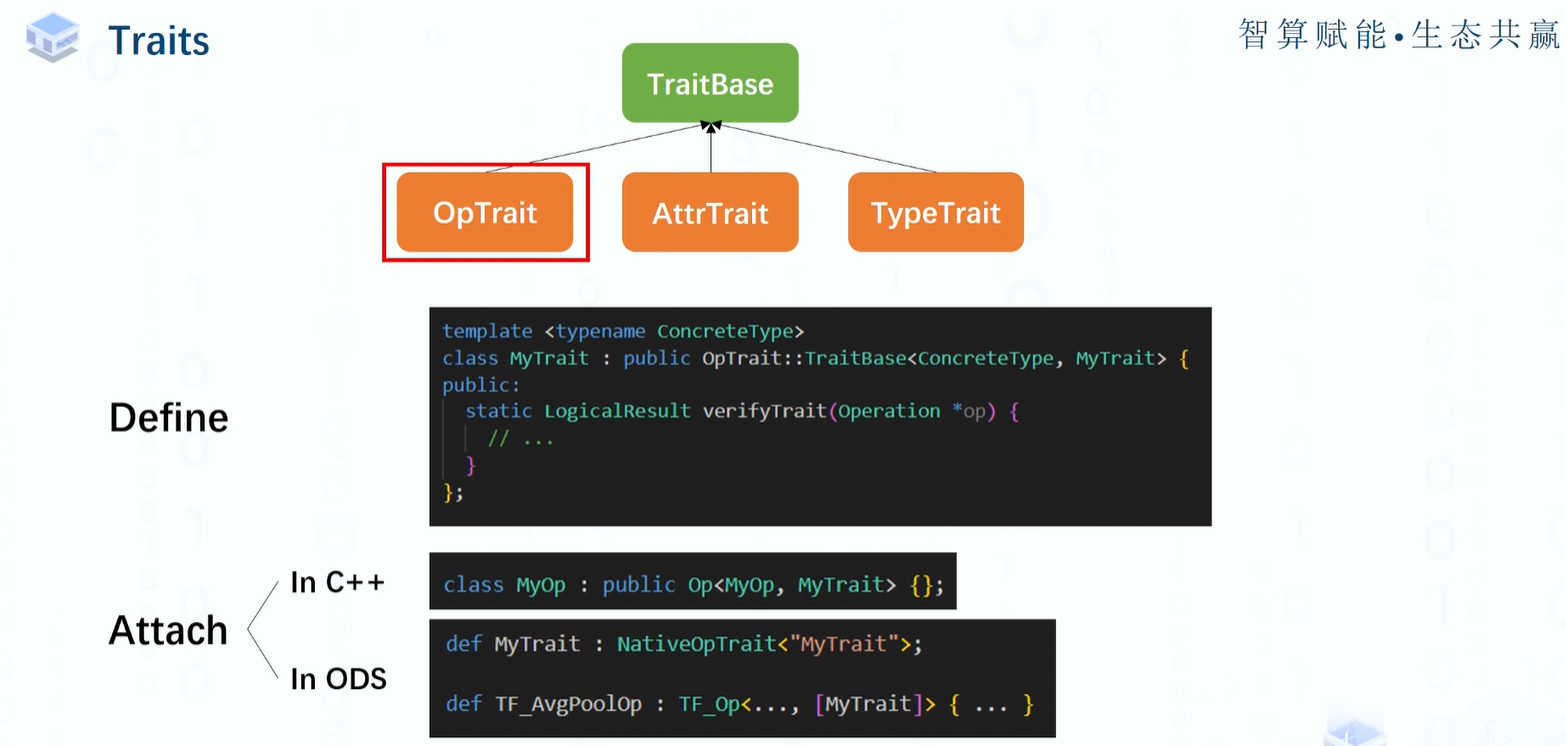 Traits
智算赋能•生态共赢
TraitBase
OpTrait
AttrTrait
TypeTrait
Define
template <typename ConcreteType>
class MyTrait : public OpTrait::TraitBase<ConcreteType, MyTrait> {
public:
static LogicalResult verifyTrait(Operation *op) {
// ...
}
};
Attach
In C++
class MyOp : public Op<MyOp, MyTrait> {};
In ODS
def MyTrait : NativeOpTrait<"MyTrait">;
def TF_AvgPoolOp : TF_Op<..., [MyTrait]> { ... }